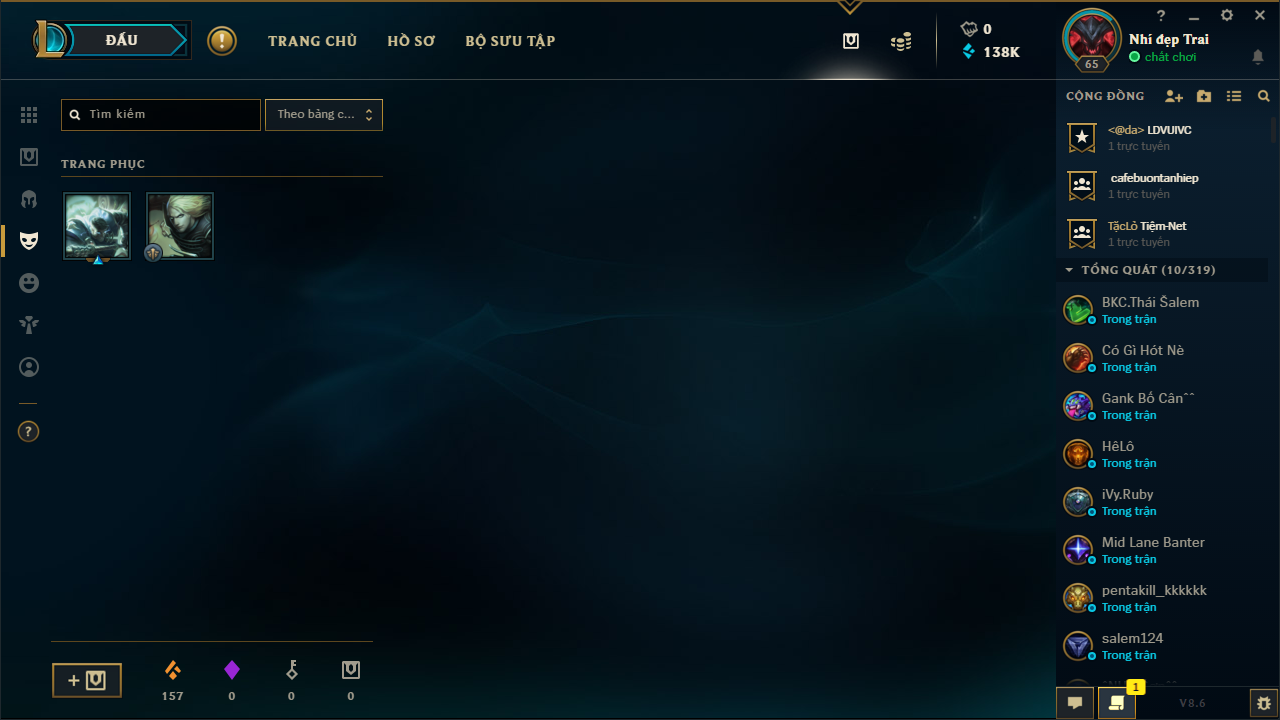 ĐẤU
TRANG CHỦ
HỒ SƠ
BỘ SƯU TẬP
0
138K
65
Nhí đẹp Trai
chất chơi
Tìm kiếm
Theo bảng c...
TRANG PHỤC
157
0
0
0
CỘNG ĐỒNG
<@da> LDVUIVC
1 trực tuyến
cafebuontanhiep
1 trực tuyến
TặcLỏ Tiệm-Net
1 trực tuyến
TỔNG QUÁT (10/319)
BKC.Thái Šalem
Trong trận
Có Gì Hót Nè
Trong trận
Gank Bố Cânˆˆ
Trong trận
HêLô
Trong trận
iVy.Ruby
Trong trận
Mid Lane Banter
Trong trận
pentakill_kkkkkk
Trong trận
salem124
Trong trận
1
V8.6